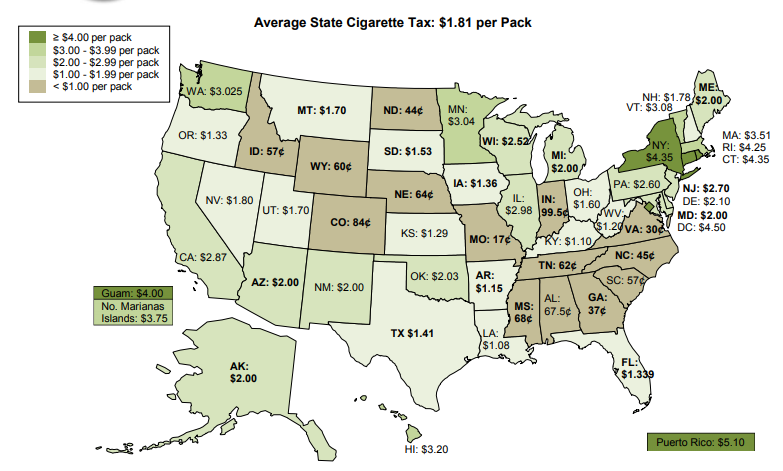 Average State Cigarette Tax: $1.81 per Pack
≥ $4.00 per pack
$3.00 - $3.99 per pack
$2.00 - $2.99 per pack
$1.00 - $1.99 per pack
< $1.00 per pack
WA: $3.025
OR: $1.33
CA: $2.87
NV: $1.80
ID: 57¢
MT: $1.70
WY: 60¢
UT: $1.70
AZ: $2.00
CO: 84¢
NM: $2.00
ND: 44¢
SD: $1.53
NE: 64¢
KS: $1.29
OK: $2.03
TX $1.41
MN:
$3.04
IA: $1.36
MO: 17¢
AR:
$1.15
LA:
$1.08
WI: $2.52
IL:
$2.98
MI:
$2.00
IN:
99.5¢
OH:
$1.60
KY: $1.10
TN: 62¢
MS:
68¢
AL:
67.5¢
GA:
37¢
FL:
$1.339
SC: 57¢
NC: 45¢
VA: 30¢
WV:
$1.20
PA: $2.60
NY:
$4.35
NH: $1.78
VT: $3.08
ME:
$2.00
MA: $3.51
RI: $4.25
CT: $4.35
NJ: $2.70
DE: $2.10
MD: $2.00
DC: $4.50
Guam: $4.00
No. Marianas
Islands: $3.75
AK:
$2.00
HI: $3.20
Puerto Rico: $5.10